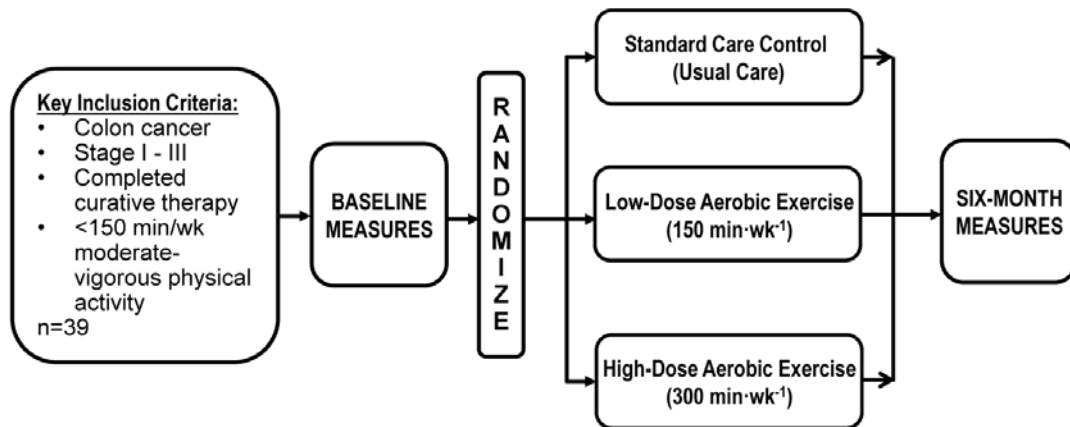 Key Inclusion Criteria:
• Colon cancer
• Stage I - III
• Completed
curative therapy
• <150 min/wk
moderate-
vigorous physical
activity
n=39
BASELINE
MEASURES
RANDOMIZE
Standard Care Control
(Usual Care)
Low-Dose Aerobic Exercise
(150 min·wk⁻¹)
High-Dose Aerobic Exercise
(300 min·wk⁻¹)
SIX-MONTH
MEASURES